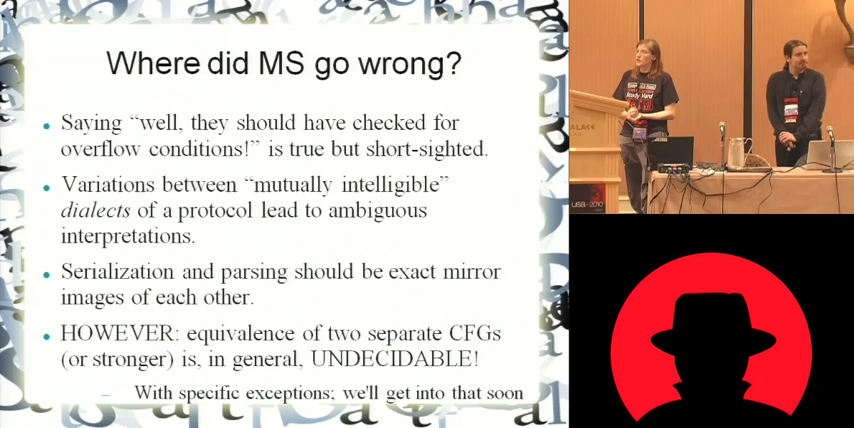 Where did MS go wrong?
Saying “well, they should have checked for
overflow conditions!” is true but short-sighted.
Variations between “mutually intelligible”
dialects of a protocol lead to ambiguous
interpretations.
Serialization and parsing should be exact mirror
images of each other.
HOWEVER: equivalence of two separate CFGs
(or stronger) is, in general, UNDECIDABLE!
– With specific exceptions; we'll get into that soon
usa · 2010